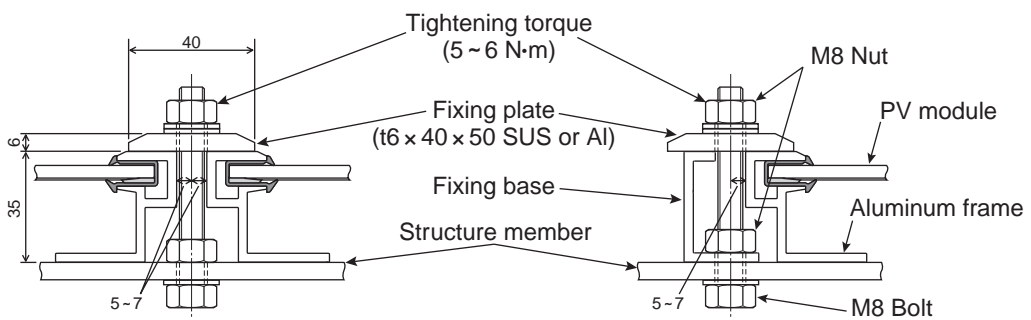 Tightening torque
(5~6 N•m)
40
M8 Nut
Fixing plate
(t6 × 40 × 50 SUS or Al)
PV module
6
35
Fixing base
Aluminum frame
Structure member
5~7
5~7
M8 Bolt